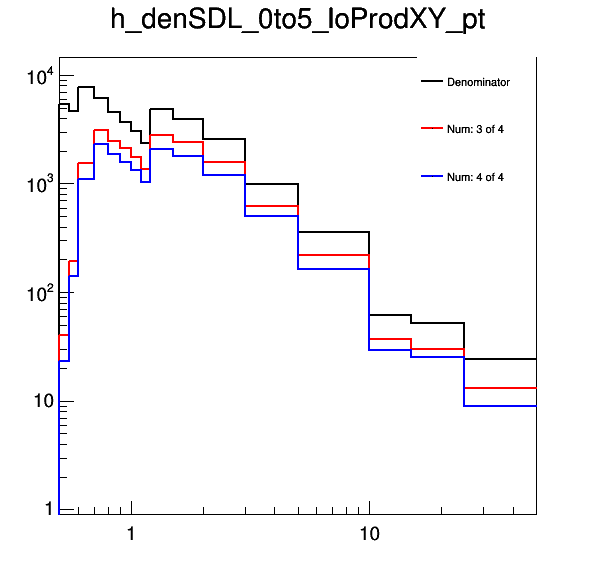 h_denSDL_0to5_loProdXY_pt
10^4
Denominator
Num: 3 of 4
10^3
Num: 4 of 4
10^2
10
1
1 10